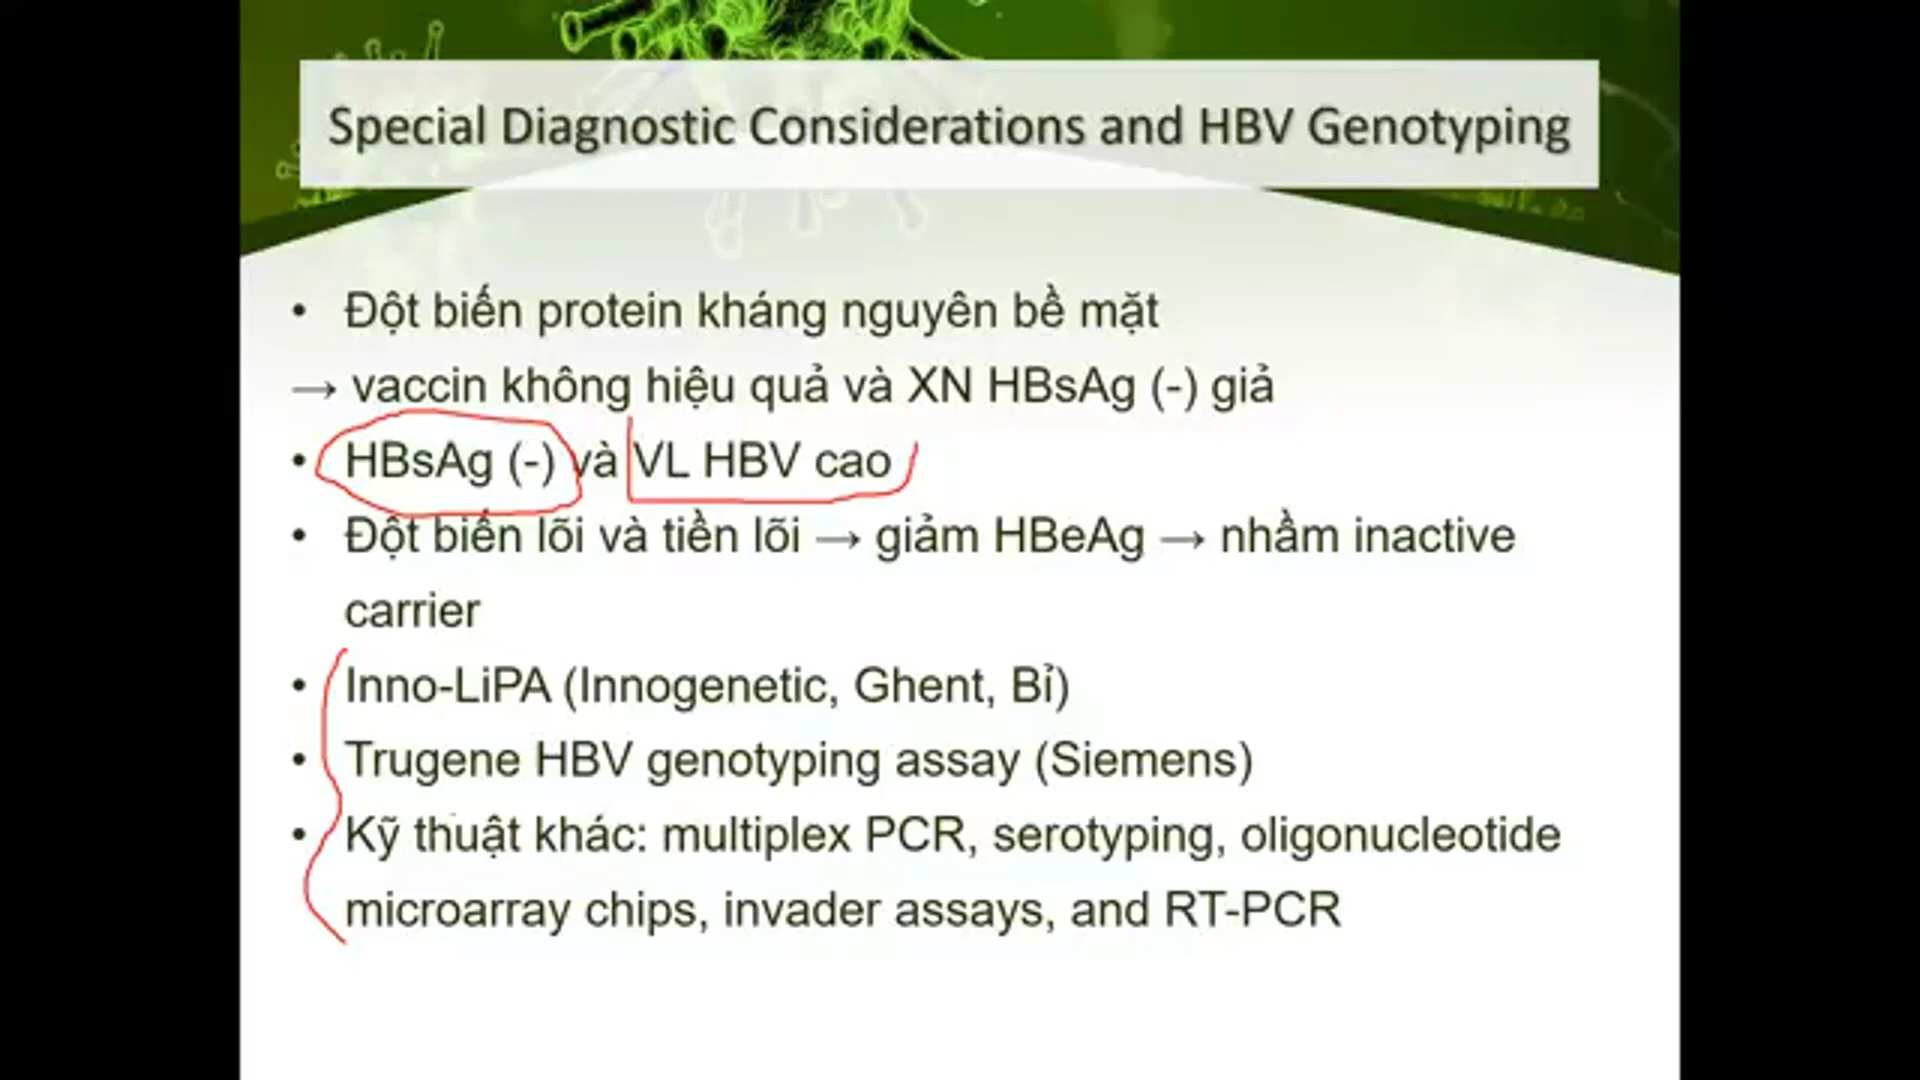 Special Diagnostic Considerations and HBV Genotyping
• Đột biến protein kháng nguyên bề mặt
→ vaccin không hiệu quả và XN HBsAg (-) giả
• HBsAg (-) và VL HBV cao
• Đột biến lõi và tiền lõi → giảm HBeAg → nhầm inactive
carrier
• Inno-LiPA (Innogenetic, Ghent, Bỉ)
• Trugene HBV genotyping assay (Siemens)
• Kỹ thuật khác: multiplex PCR, serotyping, oligonucleotide
microarray chips, invader assays, and RT-PCR